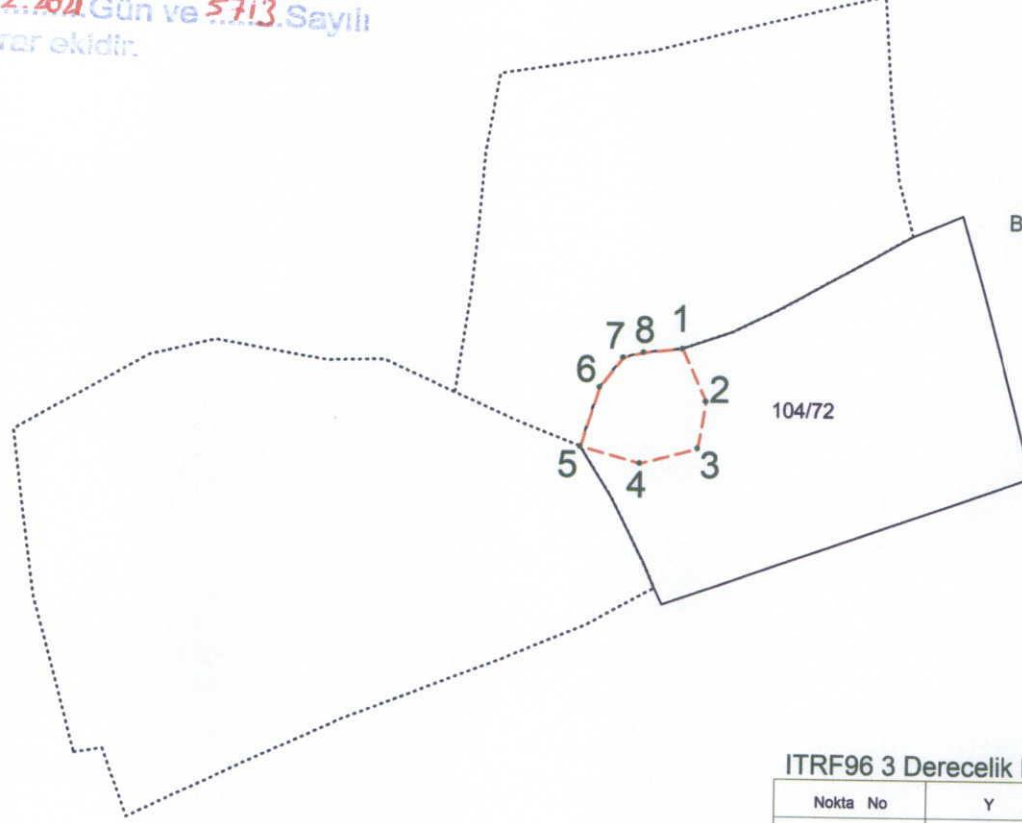 Gün ve 5713 Sayılı
ekidir.
B
1
8
7
6
2
104/72
3
5
4
ITRF96 3 Derecelik
Nokta No
Y